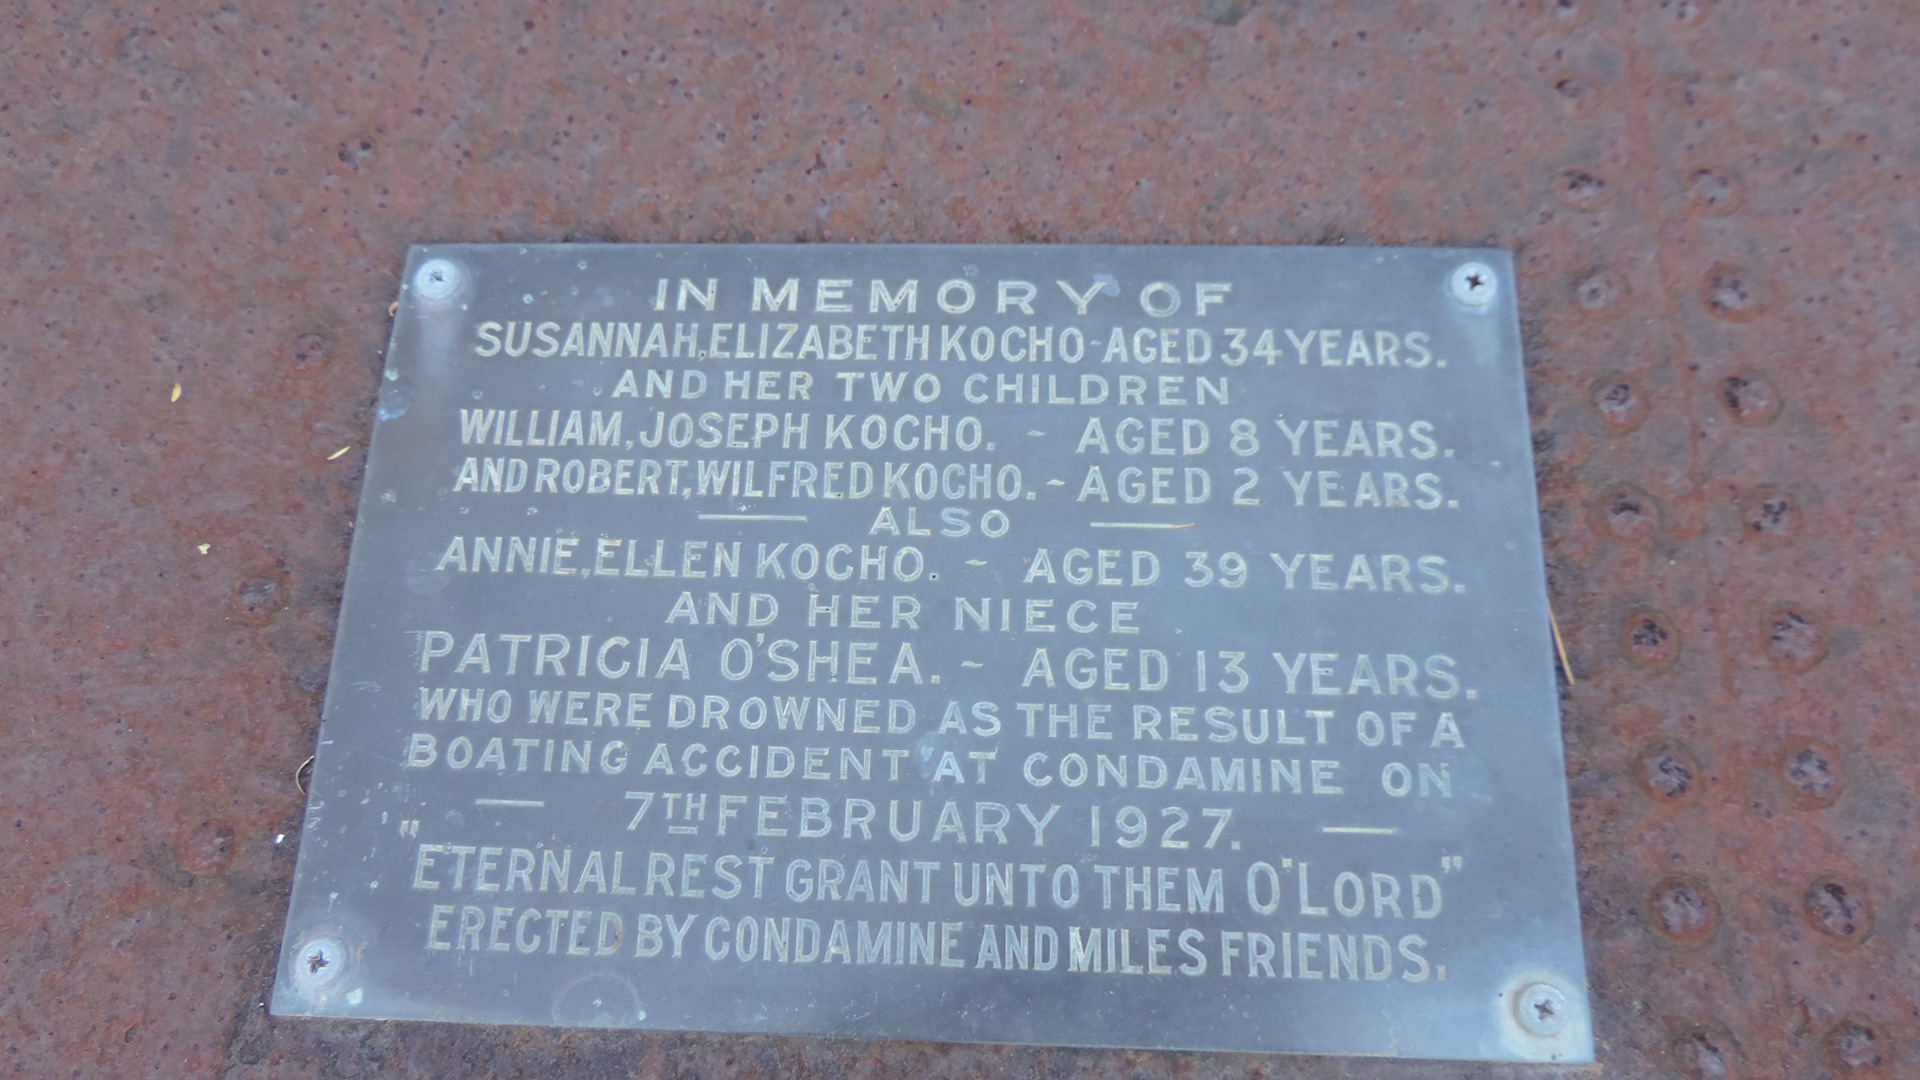 IN MEMORY OF
SUSANNAH, ELIZABETH KOCHO - AGED 34 YEARS.
AND HER TWO CHILDREN
WILLIAM, JOSEPH KOCHO. - AGED 8 YEARS.
AND ROBERT, WILFRED KOCHO. - AGED 2 YEARS.
— ALSO —
ANNIE, ELLEN KOCHO. - AGED 39 YEARS.
AND HER NIECE
PATRICIA O'SHEA. - AGED 13 YEARS.
WHO WERE DROWNED AS THE RESULT OF A
BOATING ACCIDENT AT CONDAMINE ON
— 7TH FEBRUARY 1927. —
"ETERNAL REST GRANT UNTO THEM O'LORD"
ERECTED BY CONDAMINE AND MILES FRIENDS.